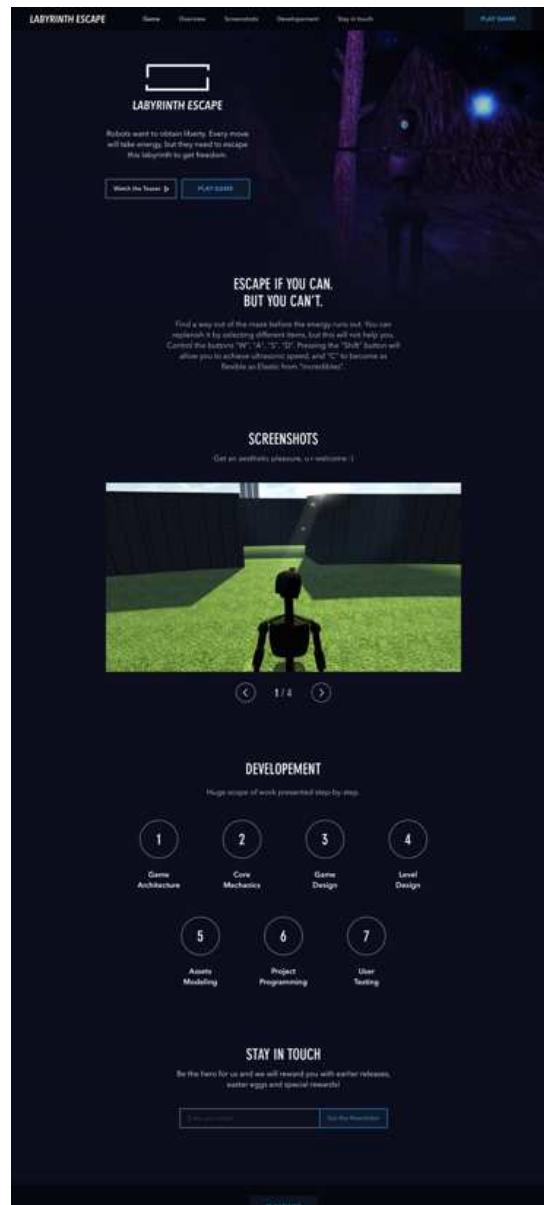 LABYRINTH ESCAPE Game Overview Screenshots Developement Stay in touch PLAY GAME
LABYRINTH ESCAPE
Robots want to obtain liberty. Every move
will take energy, but they need to escape
this labyrinth to get freedom.
Watch the Teaser PLAY GAME
ESCAPE IF YOU CAN.
BUT YOU CAN'T.
Find a way out of the maze before the energy runs out. You can
replenish it by selecting different items, but this will not help you.
Control the buttons "W", "A", "S", "D". Pressing the "Shift" button will
allow you to achieve ultrasonic speed, and "C" to become as
flexible as Elastic from "Incredibles".
SCREENSHOTS
Get an aesthetic pleasure, u r welcome :)
1 / 4
DEVELOPEMENT
Huge scope of work presented step-by-step.
1 2 3 4
Game Core Game Level
Architecture Mechanics Design Design
5 6 7
Assets Project User
Modeling Programming Testing
STAY IN TOUCH
Be the hero for us and we will reward you with earlier releases,
easter eggs and special rewards!
Get the Newsletter